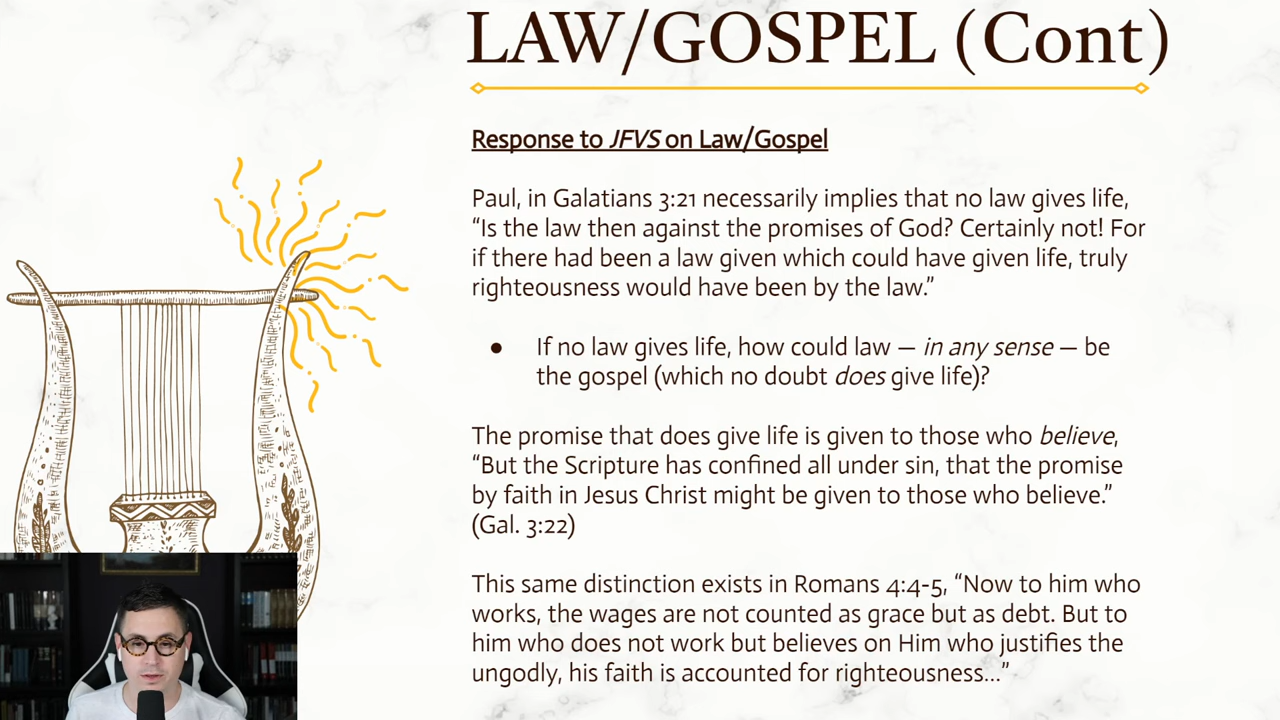 LAW/GOSPEL (Cont)
Response to JFVS on Law/Gospel
Paul, in Galatians 3:21 necessarily implies that no law gives life,
“Is the law then against the promises of God? Certainly not! For
if there had been a law given which could have given life, truly
righteousness would have been by the law.”
● If no law gives life, how could law — in any sense — be
the gospel (which no doubt does give life)?
The promise that does give life is given to those who believe,
“But the Scripture has confined all under sin, that the promise
by faith in Jesus Christ might be given to those who believe.”
(Gal. 3:22)
This same distinction exists in Romans 4:4-5, “Now to him who
works, the wages are not counted as grace but as debt. But to
him who does not work but believes on Him who justifies the
ungodly, his faith is accounted for righteousness...”